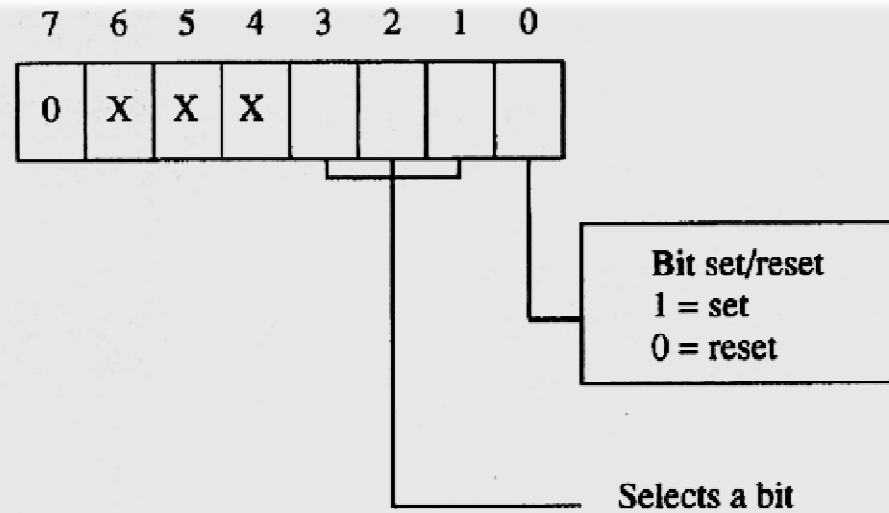 7 6 5 4 3 2 1 0
0 X X X
Bit set/reset
1 = set
0 = reset
Selects a bit